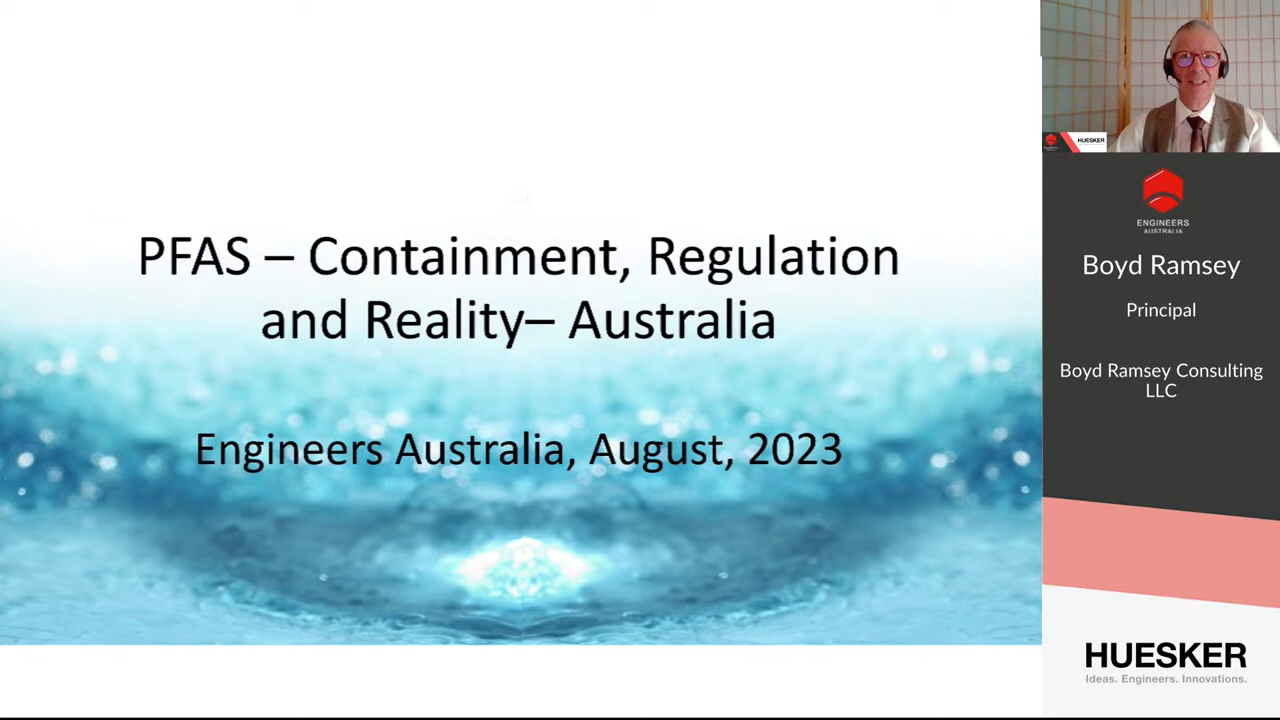 PFAS – Containment, Regulation
and Reality– Australia
Engineers Australia, August, 2023
HUESKER
ENGINEERS
AUSTRALIA
Boyd Ramsey
Principal
Boyd Ramsey Consulting
LLC
HUESKER
Ideas. Engineers. Innovations.